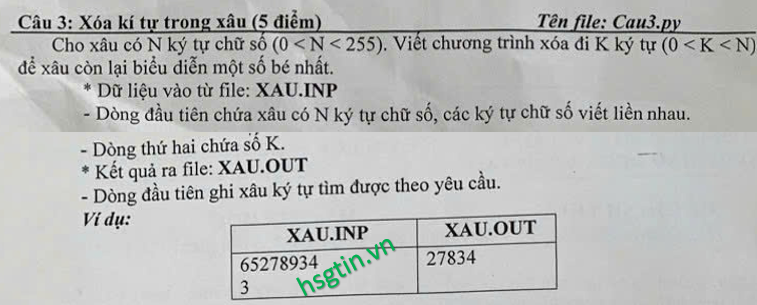 Câu 3: Xóa kí tự trong xâu (5 điểm) Tên file: Cau3.py
Cho xâu có N ký tự chữ số (0 < N < 255). Viết chương trình xóa đi K ký tự (0 < K < N)
để xâu còn lại biểu diễn một số bé nhất.
* Dữ liệu vào từ file: XAU.INP
- Dòng đầu tiên chứa xâu có N ký tự chữ số, các ký tự chữ số viết liền nhau.
- Dòng thứ hai chứa số K.
* Kết quả ra file: XAU.OUT
- Dòng đầu tiên ghi xâu ký tự tìm được theo yêu cầu.
Ví dụ:
XAU.INP XAU.OUT
65278934 27834
3
hsgtin.vn